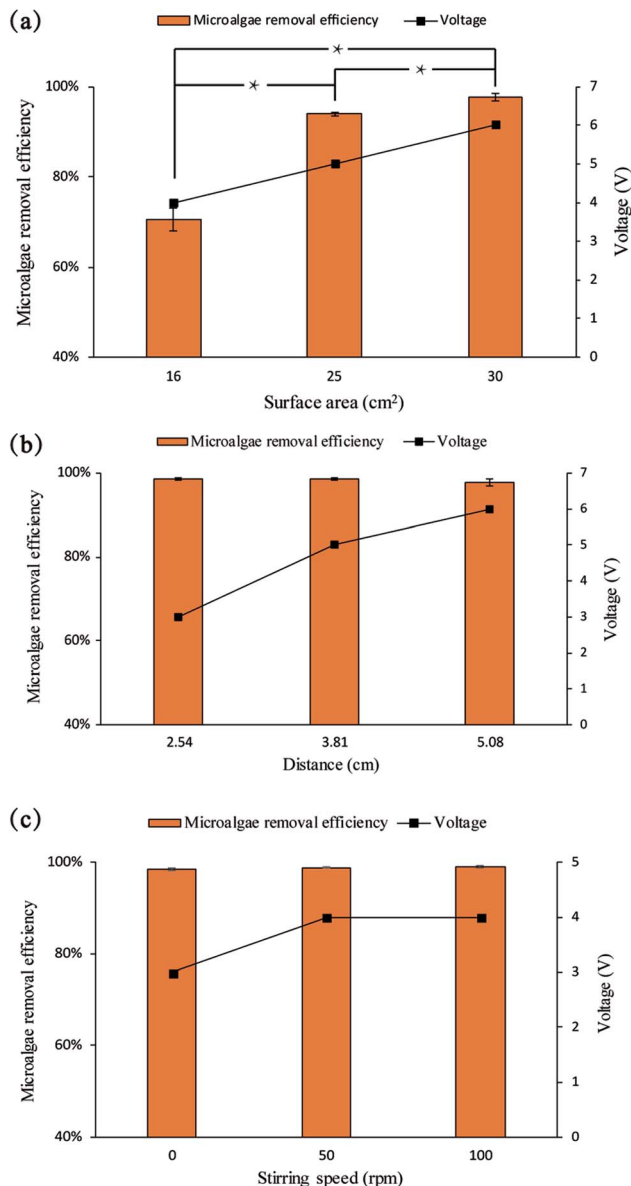 (a)
Microalgae removal efficiency Voltage
100%
80%
60%
40%
Microalgae removal efficiency
7
6
5
4
3
2
1
0
Voltage (V)
16 25 30
Surface area (cm²)
(b)
Microalgae removal efficiency Voltage
100%
80%
60%
40%
Microalgae removal efficiency
7
6
5
4
3
2
1
0
Voltage (V)
2.54 3.81 5.08
Distance (cm)
(c)
Microalgae removal efficiency Voltage
100%
80%
60%
40%
Microalgae removal efficiency
5
4
3
2
1
0
Voltage (V)
0 50 100
Stirring speed (rpm)